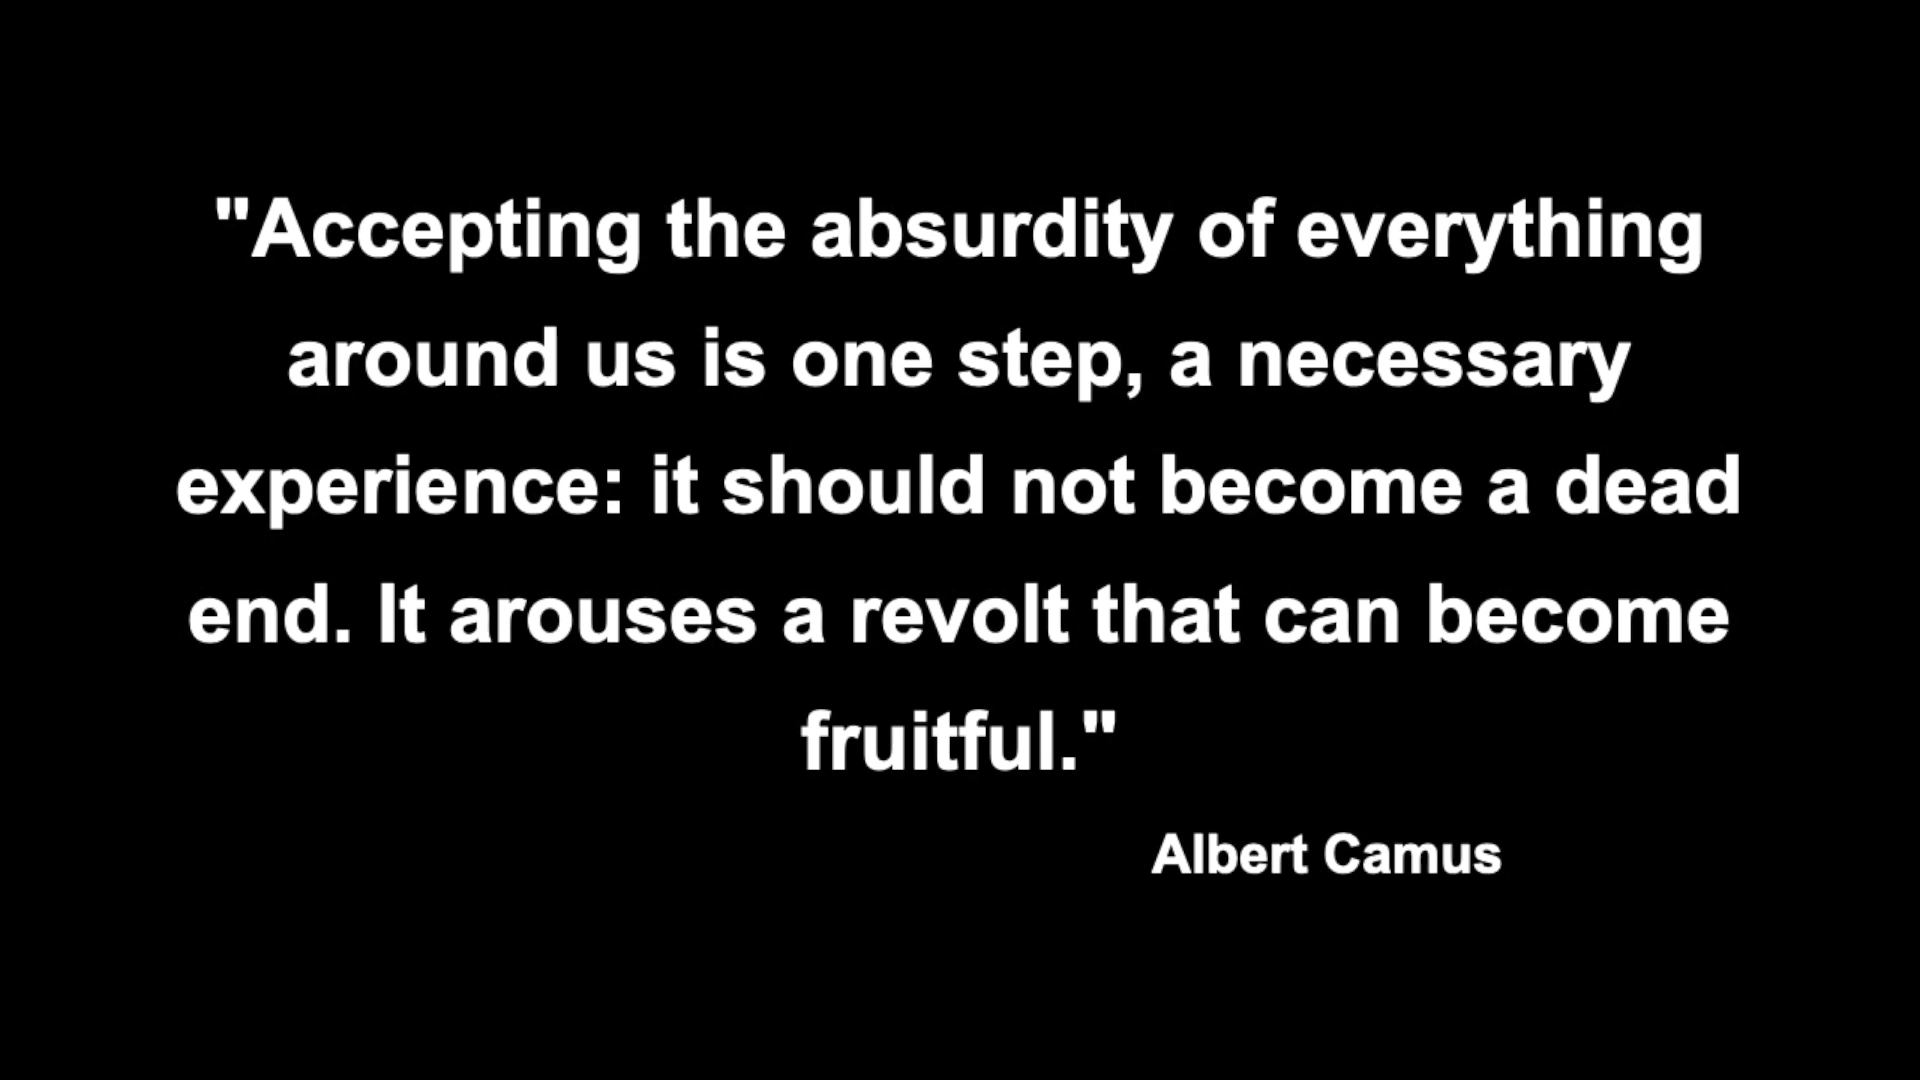 "Accepting the absurdity of everything
around us is one step, a necessary
experience: it should not become a dead
end. It arouses a revolt that can become
fruitful."
Albert Camus